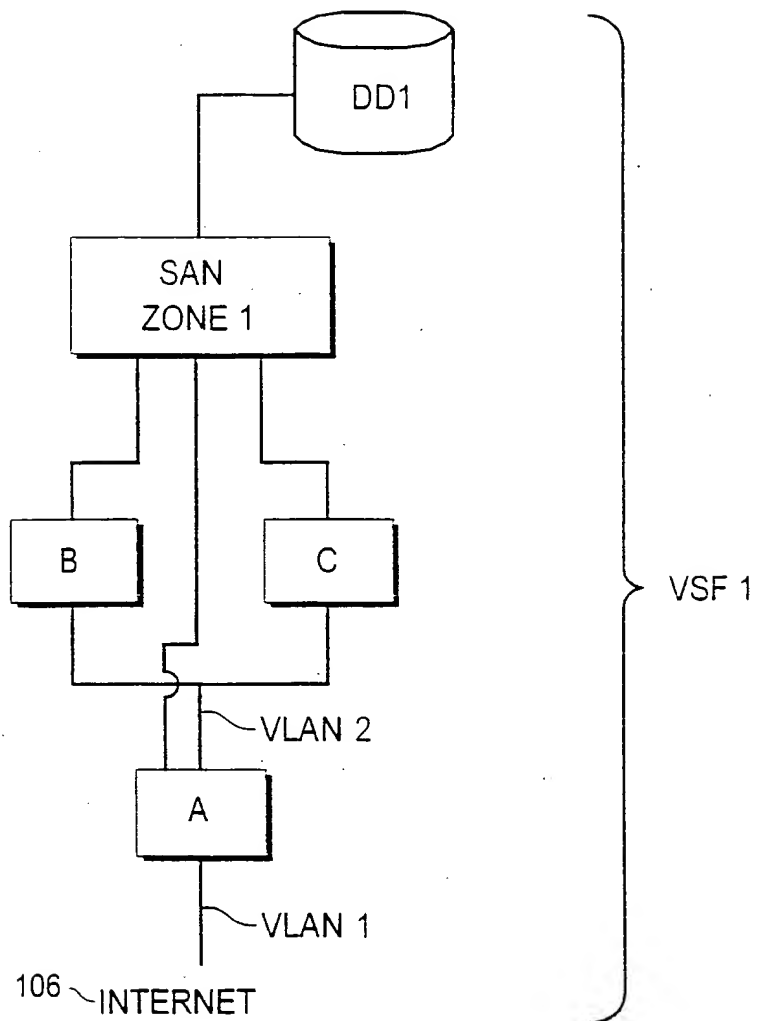 DD1
SAN
ZONE 1
B
C
VSF 1
VLAN 2
A
VLAN 1
106
INTERNET